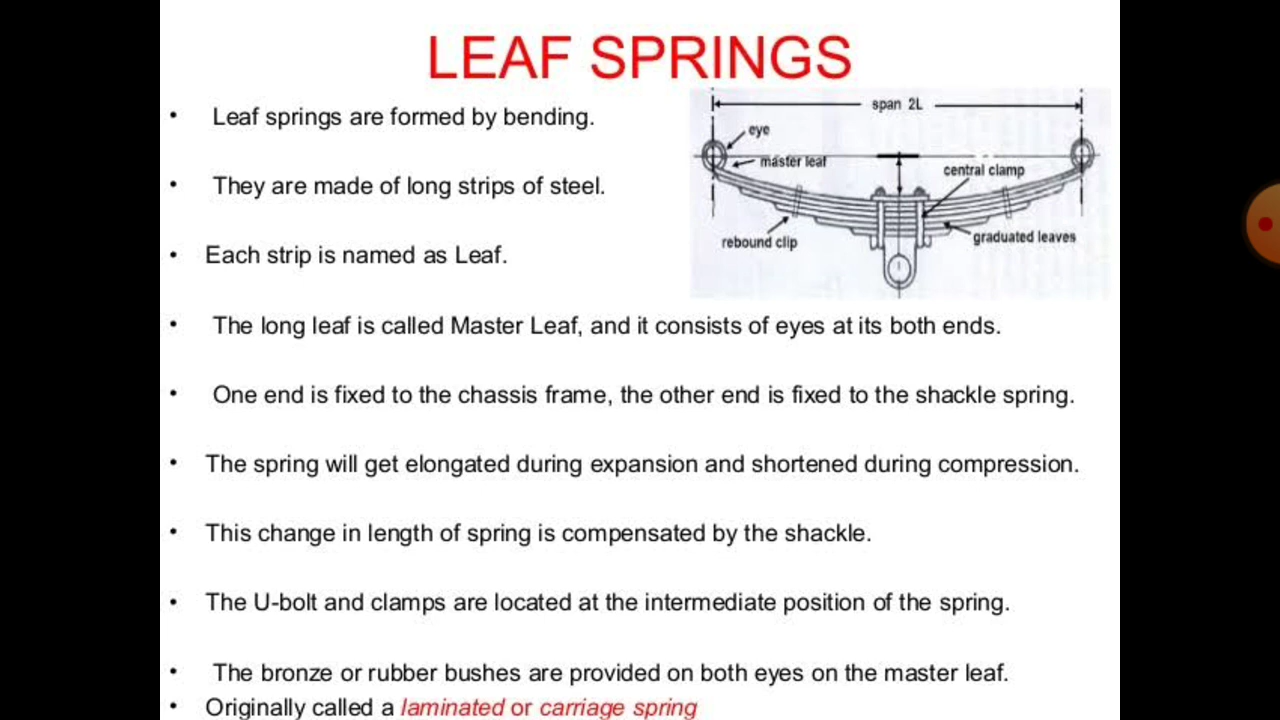 LEAF SPRINGS
• Leaf springs are formed by bending.
• They are made of long strips of steel.
• Each strip is named as Leaf.
span 2L
eye
master leaf
central clamp
rebound clip
graduated leaves
• The long leaf is called Master Leaf, and it consists of eyes at its both ends.
• One end is fixed to the chassis frame, the other end is fixed to the shackle spring.
• The spring will get elongated during expansion and shortened during compression.
• This change in length of spring is compensated by the shackle.
• The U-bolt and clamps are located at the intermediate position of the spring.
• The bronze or rubber bushes are provided on both eyes on the master leaf.
• Originally called a laminated or carriage spring